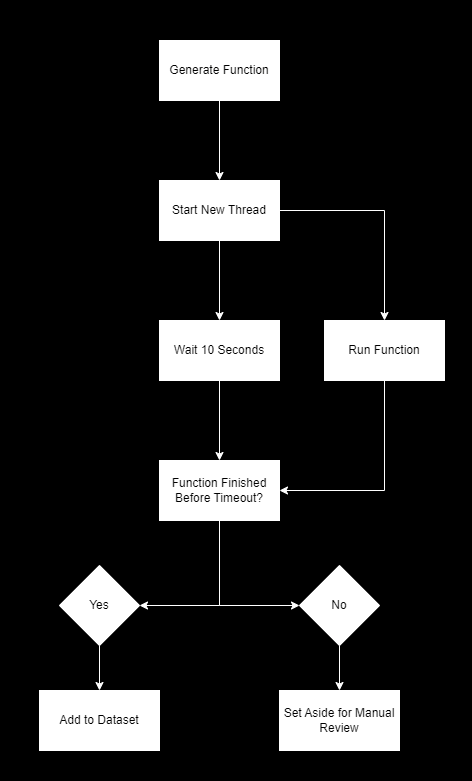 Generate Function
Start New Thread
Wait 10 Seconds
Run Function
Function Finished
Before Timeout?
Yes
No
Add to Dataset
Set Aside for Manual
Review